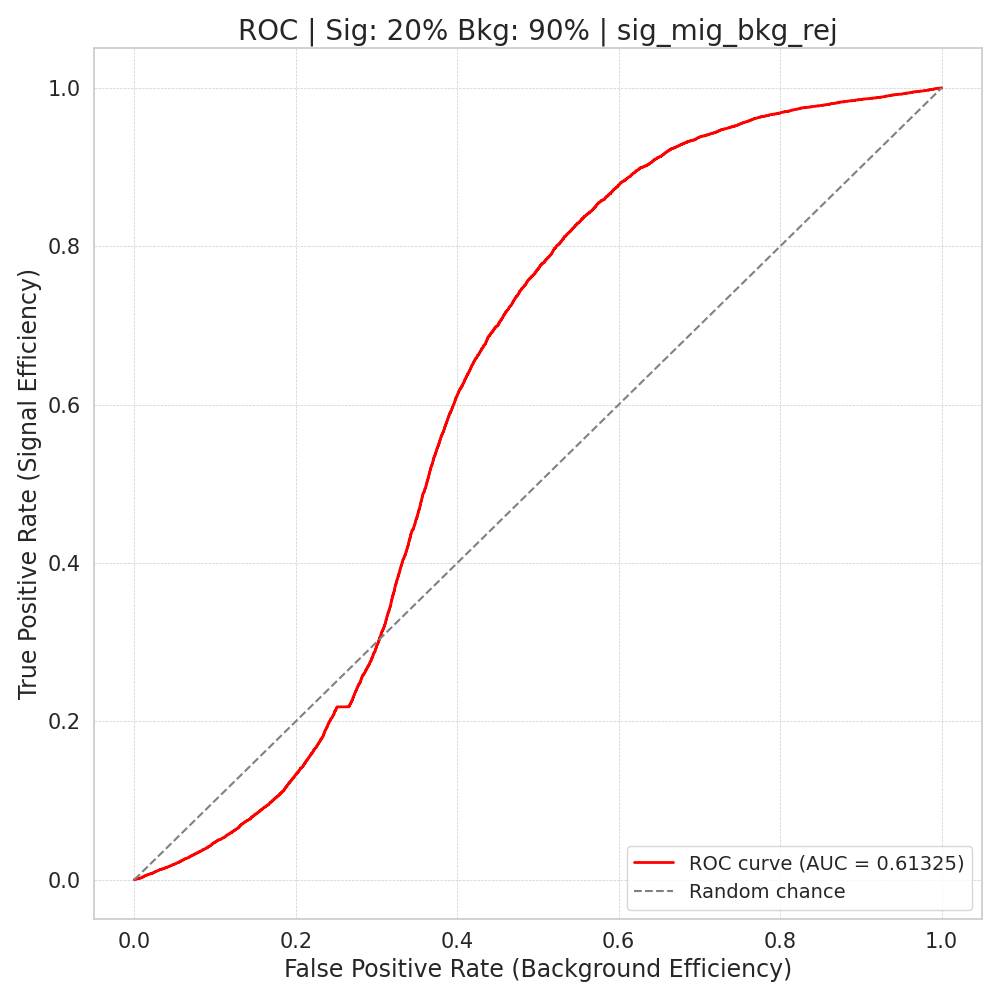 ROC | Sig: 20% Bkg: 90% | sig_mig_bkg_rej
True Positive Rate (Signal Efficiency)
1.0
0.8
0.6
0.4
0.2
0.0
ROC curve (AUC = 0.61325)
Random chance
0.0 0.2 0.4 0.6 0.8 1.0
False Positive Rate (Background Efficiency)